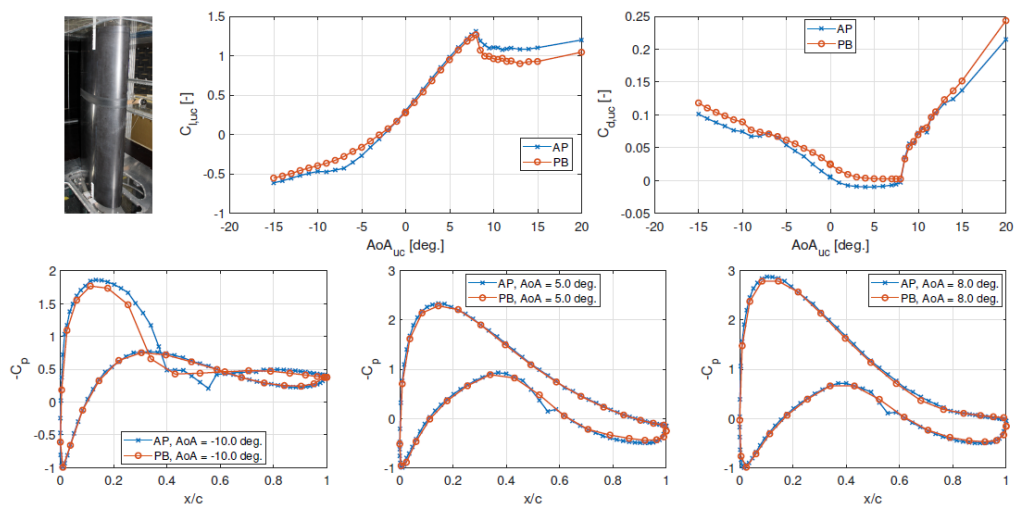 1.5
1
0.5
0
-0.5
-1
C_l,uc [-]
AP
PB
-20 -15 -10 -5 0 5 10 15 20
AoA_uc [deg.]
0.25
0.2
0.15
0.1
0.05
0
-0.05
C_d,uc [-]
AP
PB
-20 -15 -10 -5 0 5 10 15 20
AoA_uc [deg.]
2
1.5
1
0.5
0
-0.5
-1
-C_p
AP, AoA = -10.0 deg.
PB, AoA = -10.0 deg.
0 0.2 0.4 0.6 0.8 1
x/c
3
2
1
0
-1
-C_p
AP, AoA = 5.0 deg.
PB, AoA = 5.0 deg.
0 0.2 0.4 0.6 0.8 1
x/c
3
2
1
0
-1
-C_p
AP, AoA = 8.0 deg.
PB, AoA = 8.0 deg.
0 0.2 0.4 0.6 0.8 1
x/c